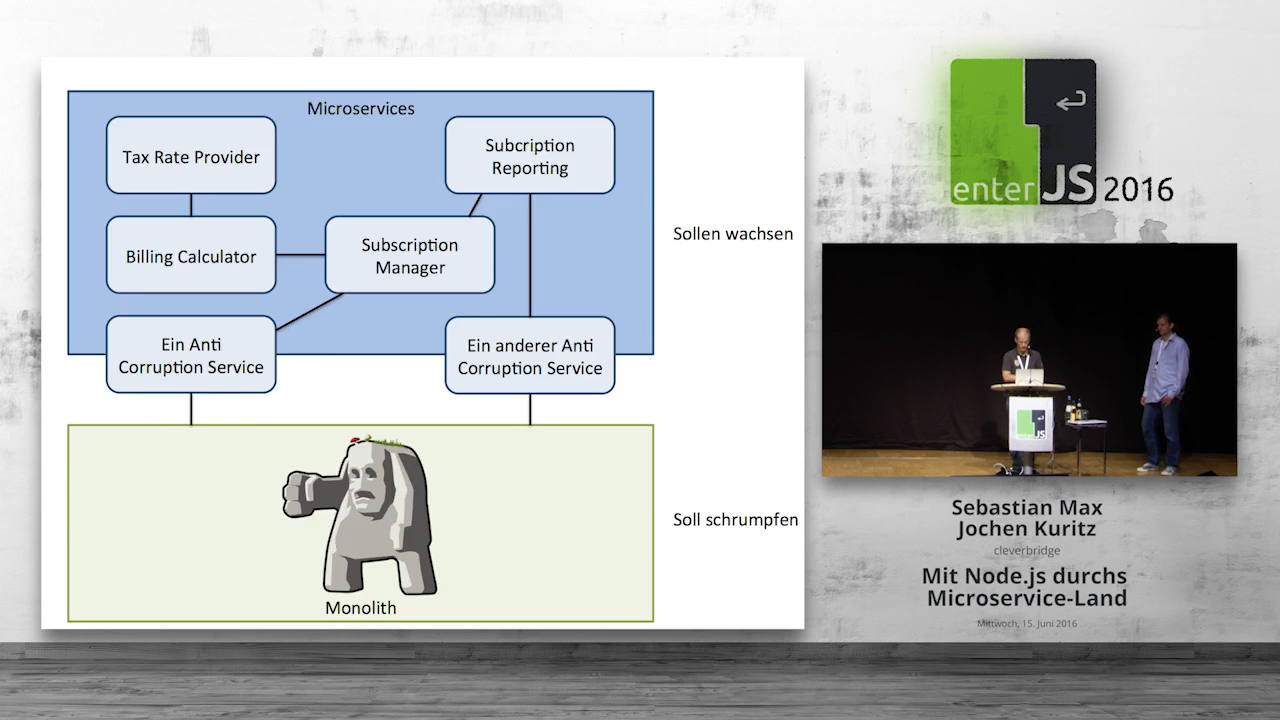 Microservices
Tax Rate Provider
Subcription
Reporting
Billing Calculator
Subscription
Manager
Ein Anti
Corruption Service
Ein anderer Anti
Corruption Service
Sollen wachsen
Soll schrumpfen
Monolith
enterJS 2016
Sebastian Max
Jochen Kuritz
cleverbridge
Mit Node.js durchs
Microservice-Land
Mittwoch, 15. Juni 2016